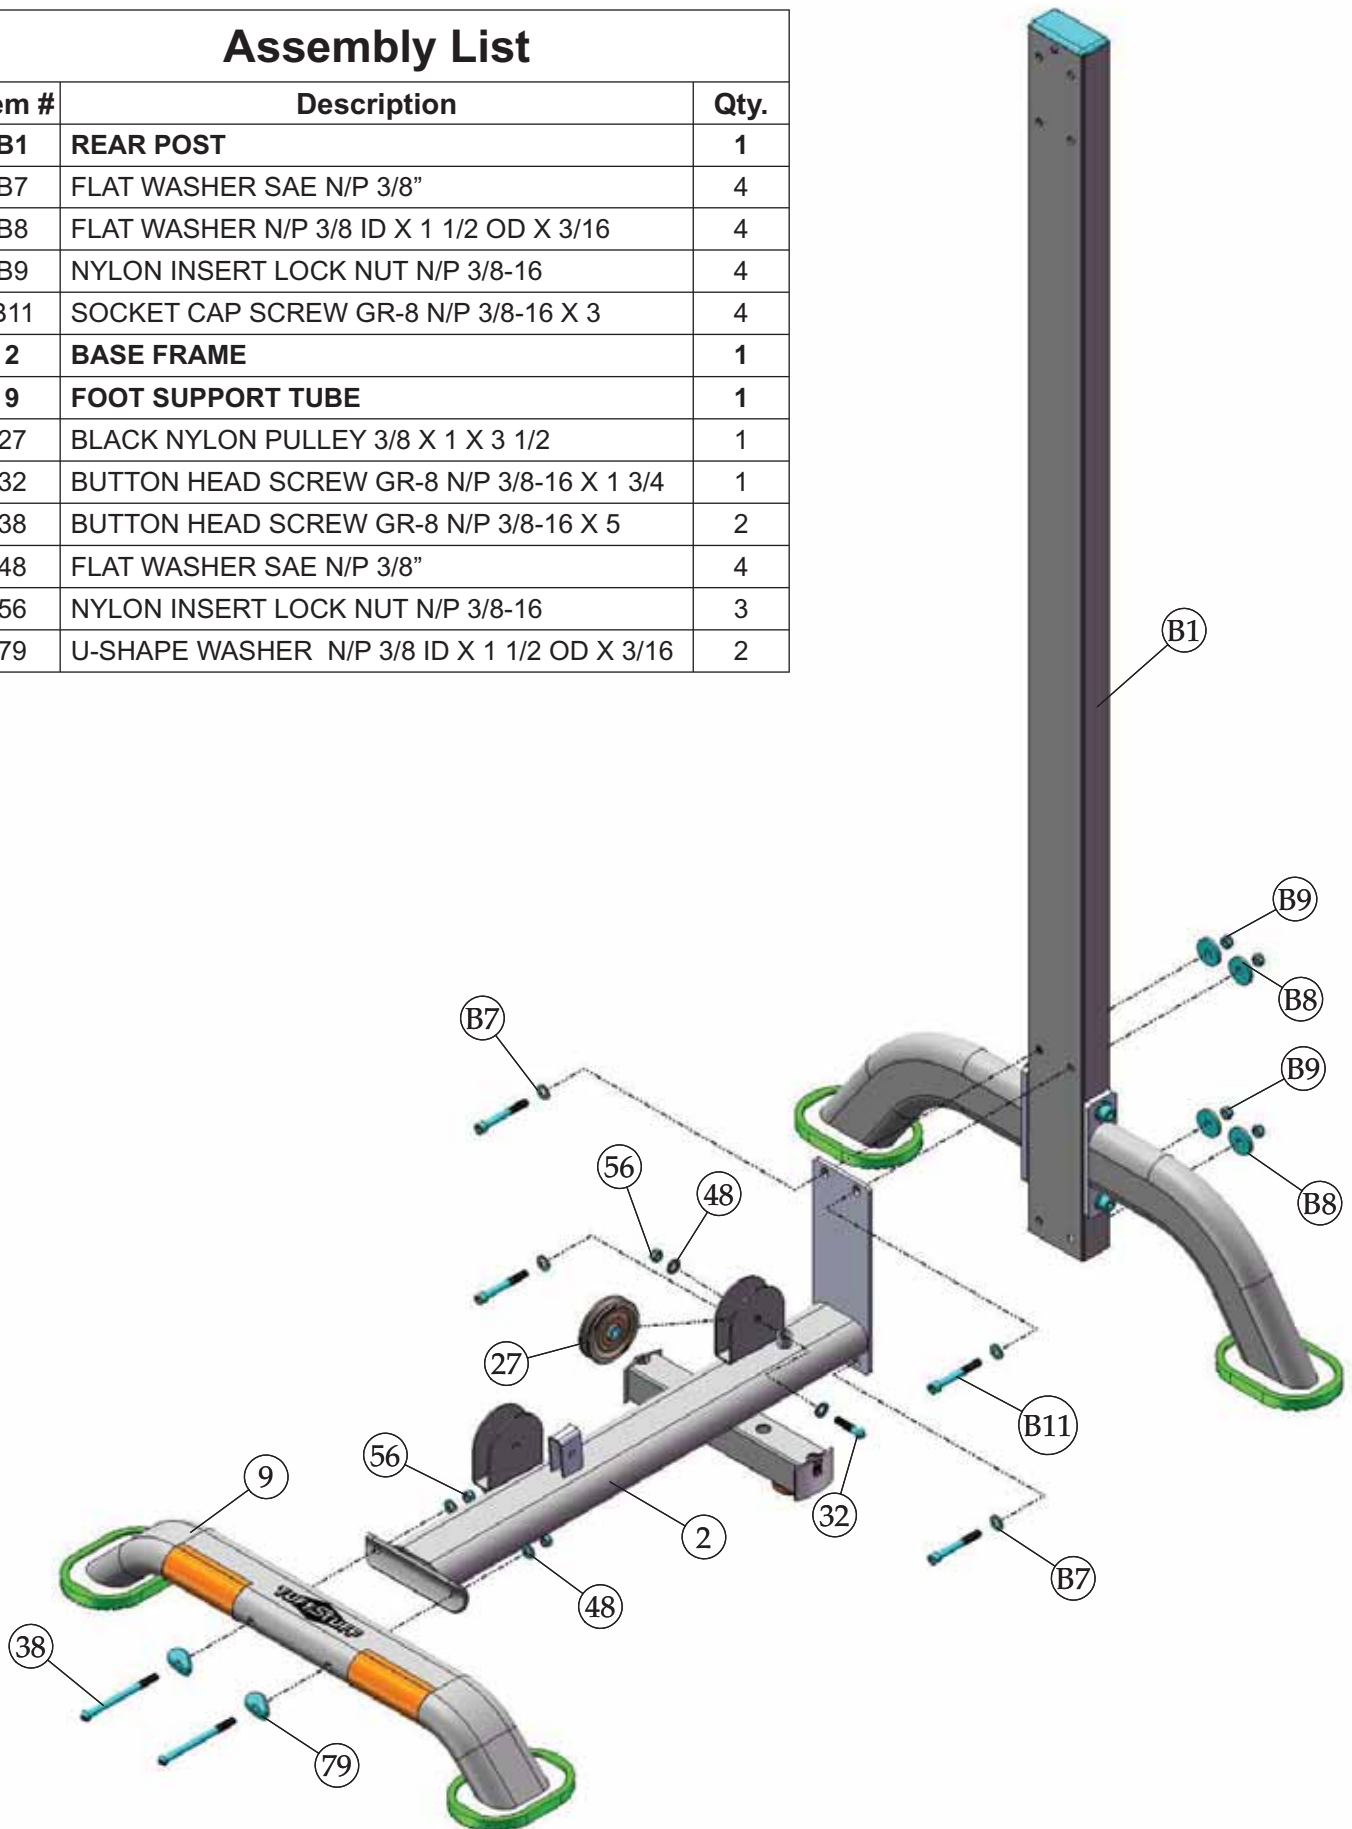 Assembly List
em # Description Qty.
B1 REAR POST 1
B7 FLAT WASHER SAE N/P 3/8” 4
B8 FLAT WASHER N/P 3/8 ID X 1 1/2 OD X 3/16 4
B9 NYLON INSERT LOCK NUT N/P 3/8-16 4
B11 SOCKET CAP SCREW GR-8 N/P 3/8-16 X 3 4
2 BASE FRAME 1
9 FOOT SUPPORT TUBE 1
27 BLACK NYLON PULLEY 3/8 X 1 X 3 1/2 1
32 BUTTON HEAD SCREW GR-8 N/P 3/8-16 X 1 3/4 1
38 BUTTON HEAD SCREW GR-8 N/P 3/8-16 X 5 2
48 FLAT WASHER SAE N/P 3/8” 4
56 NYLON INSERT LOCK NUT N/P 3/8-16 3
79 U-SHAPE WASHER N/P 3/8 ID X 1 1/2 OD X 3/16 2
B1
B9
B8
B7
B9
56
48
B8
27
B11
56
9
32
2
B7
48
TUFFSTUFF
38
79